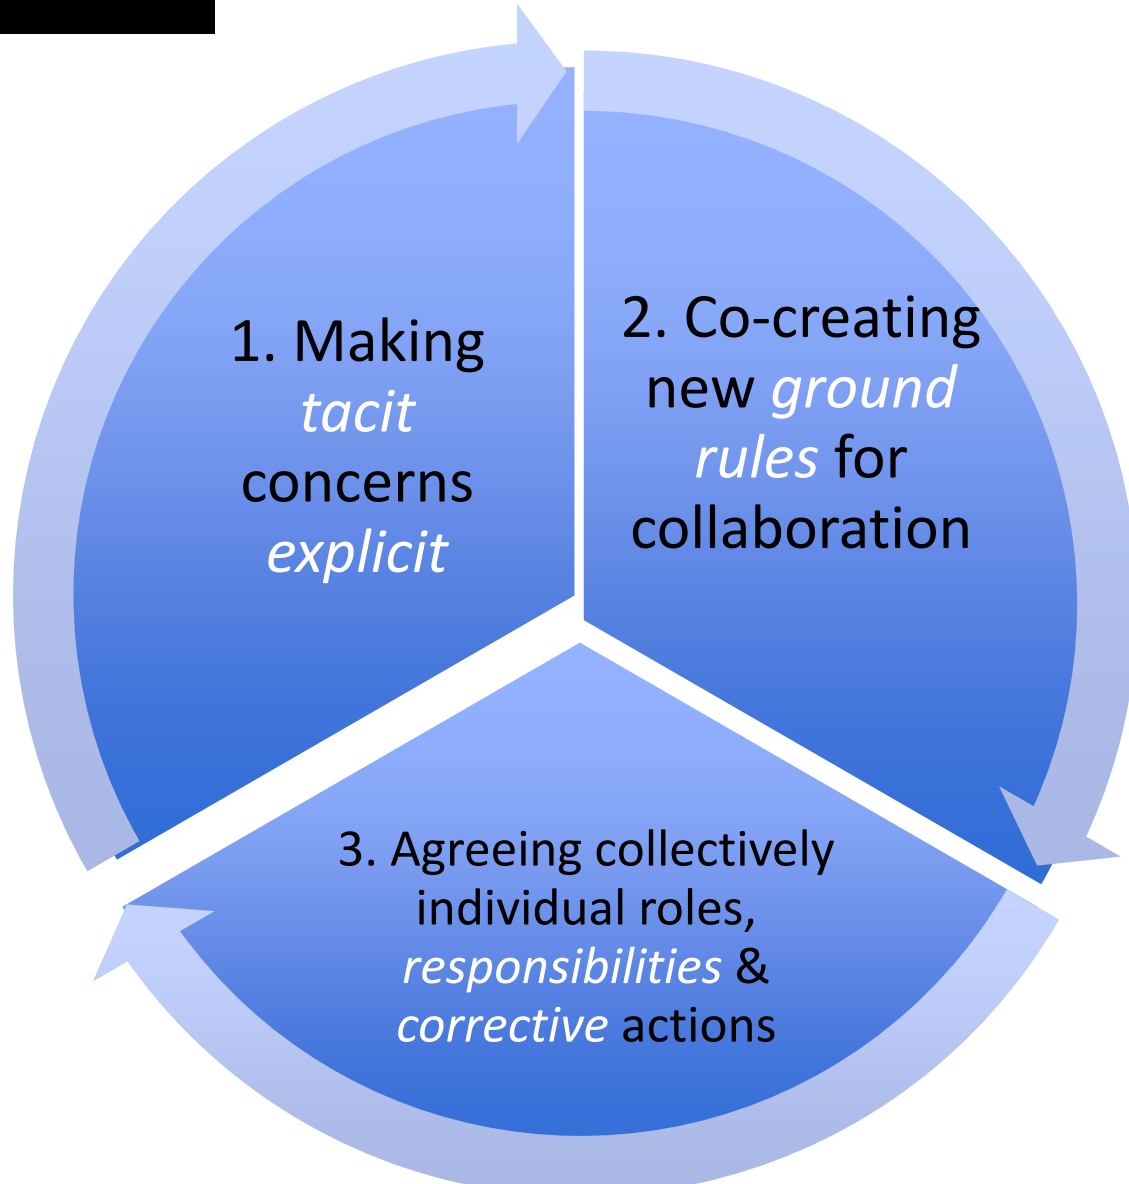 1. Making
tacit
concerns
explicit
2. Co-creating
new ground
rules for
collaboration
3. Agreeing collectively
individual roles,
responsibilities &
corrective actions